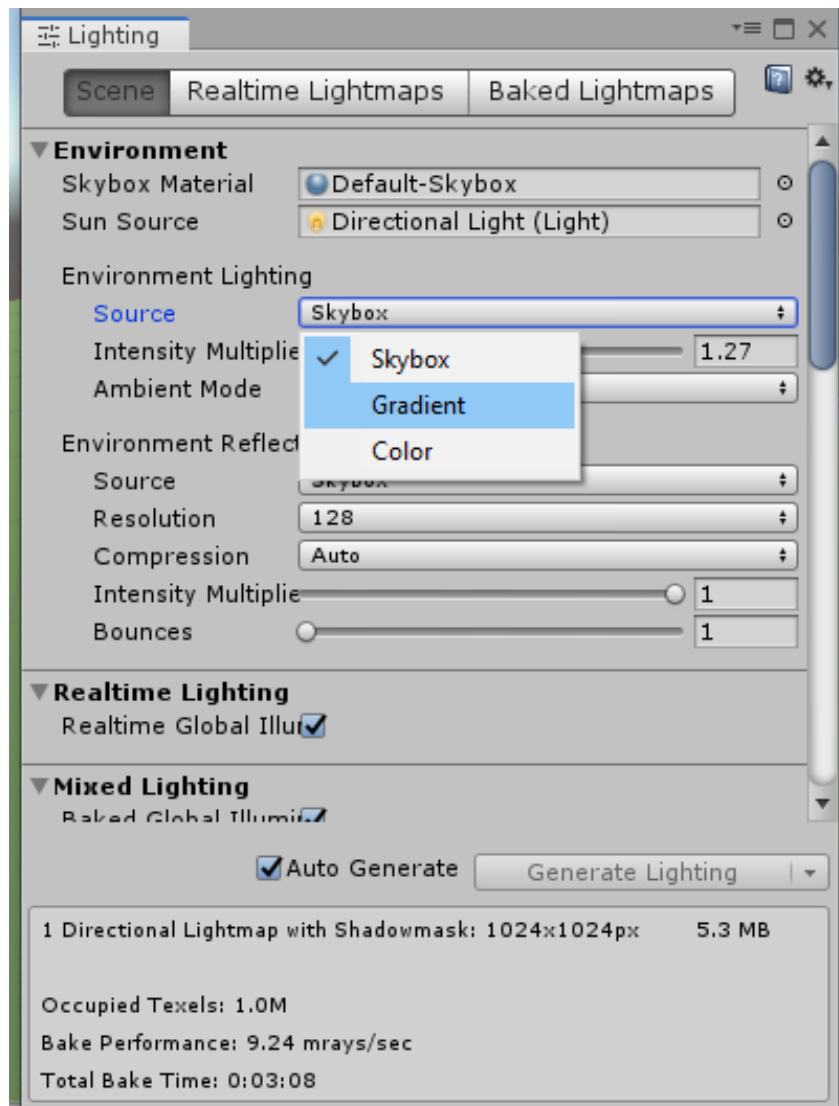 Lighting
Scene Realtime Lightmaps Baked Lightmaps
Environment
Skybox Material Default-Skybox
Sun Source Directional Light (Light)
Environment Lighting
Source Skybox
Intensity Multiplie 1.27
Skybox
Ambient Mode
Gradient
Color
Environment Reflect
Source Skybox
Resolution 128
Compression Auto
Intensity Multiplie 1
Bounces 1
Realtime Lighting
Realtime Global Illu
Mixed Lighting
Baked Global Illumi
Auto Generate Generate Lighting
1 Directional Lightmap with Shadowmask: 1024x1024px 5.3 MB
Occupied Texels: 1.0M
Bake Performance: 9.24 mrays/sec
Total Bake Time: 0:03:08